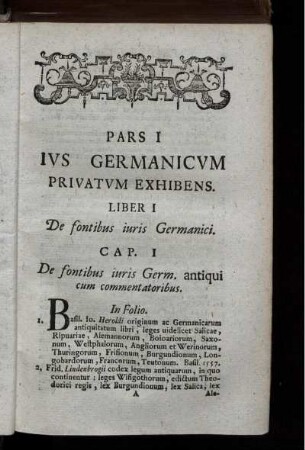 PARS I
IVS GERMANICVM
PRIVATVM EXHIBENS.
LIBER I
De fontibus iuris Germanici.
CAP. I
De fontibus iuris Germ. antiqui
cum commentatoribus.
In Folio.
1. Basil. Io. Heroldi originum ac Germanicarum
antiquitatum libri, leges videlicet Salicae,
Ripuariae, Alemannorum, Boioariorum, Saxo-
num, Westphalorum, Angliorum et Werinorum,
Thuringorum, Frisionum, Burgundionum, Lon-
gobardorum, Francorum, Teutonum. Basil. 1557.
2. Frid. Lindenbrogii codex legum antiquarum, in quo
continentur: leges Wisigothorum, edictum Theo-
dorici regis, lex Burgundionum, lex Salica, lex
A Ale-